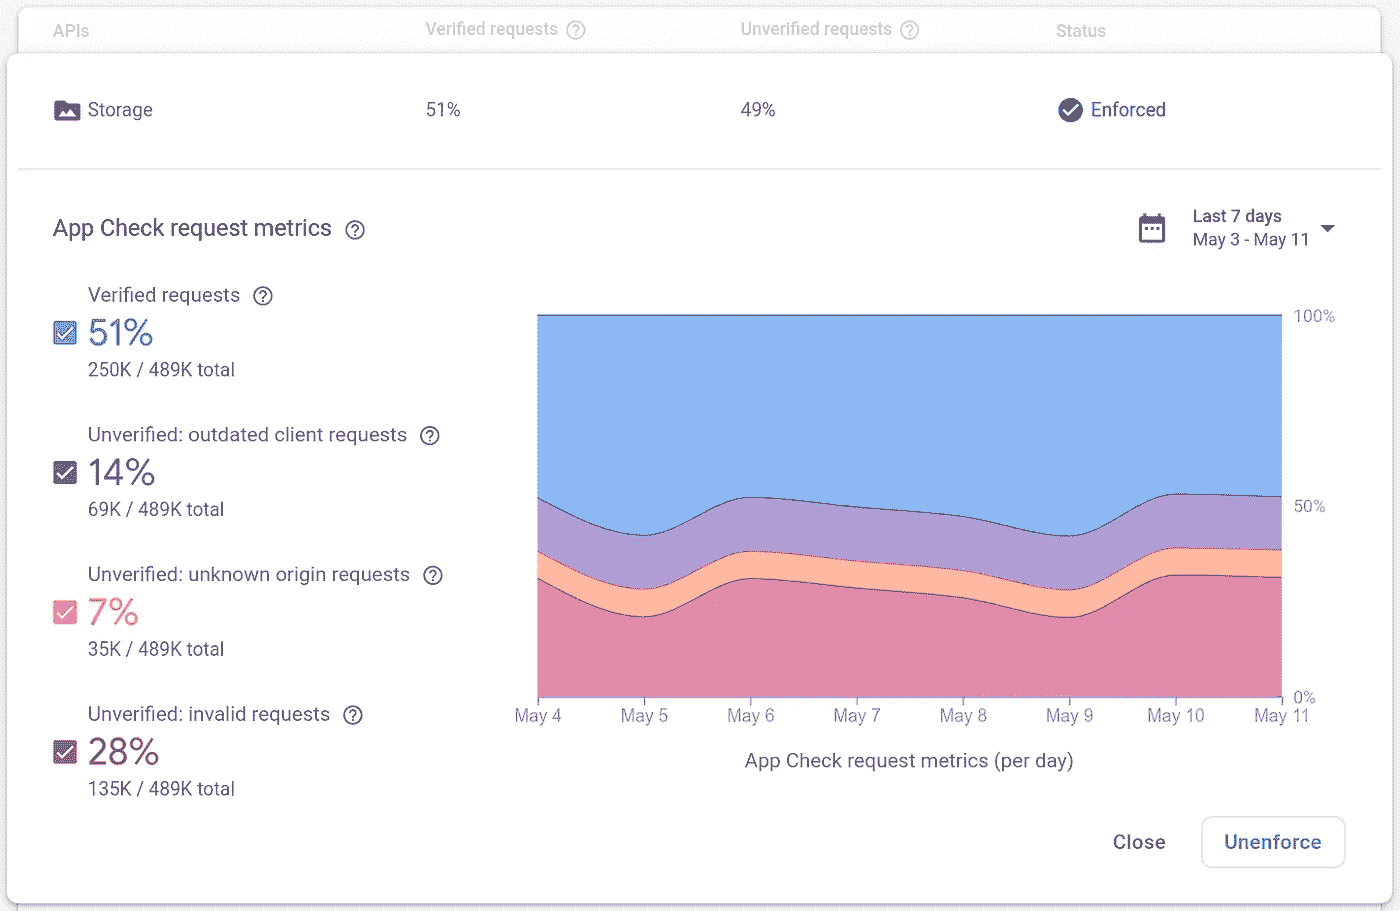 APIs Verified requests Unverified requests Status
Storage 51% 49% Enforced
App Check request metrics
Last 7 days
May 3 - May 11
Verified requests
51%
250K / 489K total
Unverified: outdated client requests
14%
69K / 489K total
Unverified: unknown origin requests
7%
35K / 489K total
Unverified: invalid requests
28%
135K / 489K total
100%
50%
0%
May 4 May 5 May 6 May 7 May 8 May 9 May 10 May 11
App Check request metrics (per day)
Close Unenforce